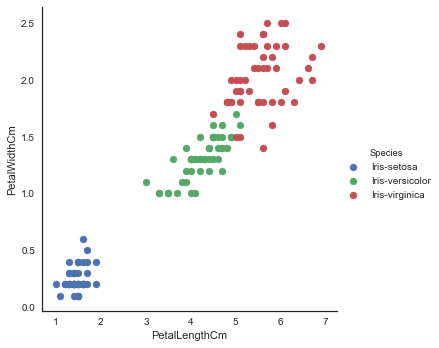 2.5
2.0
1.5
1.0
0.5
0.0
PetalWidthCm
1 2 3 4 5 6 7
PetalLengthCm
Species
Iris-setosa
Iris-versicolor
Iris-virginica